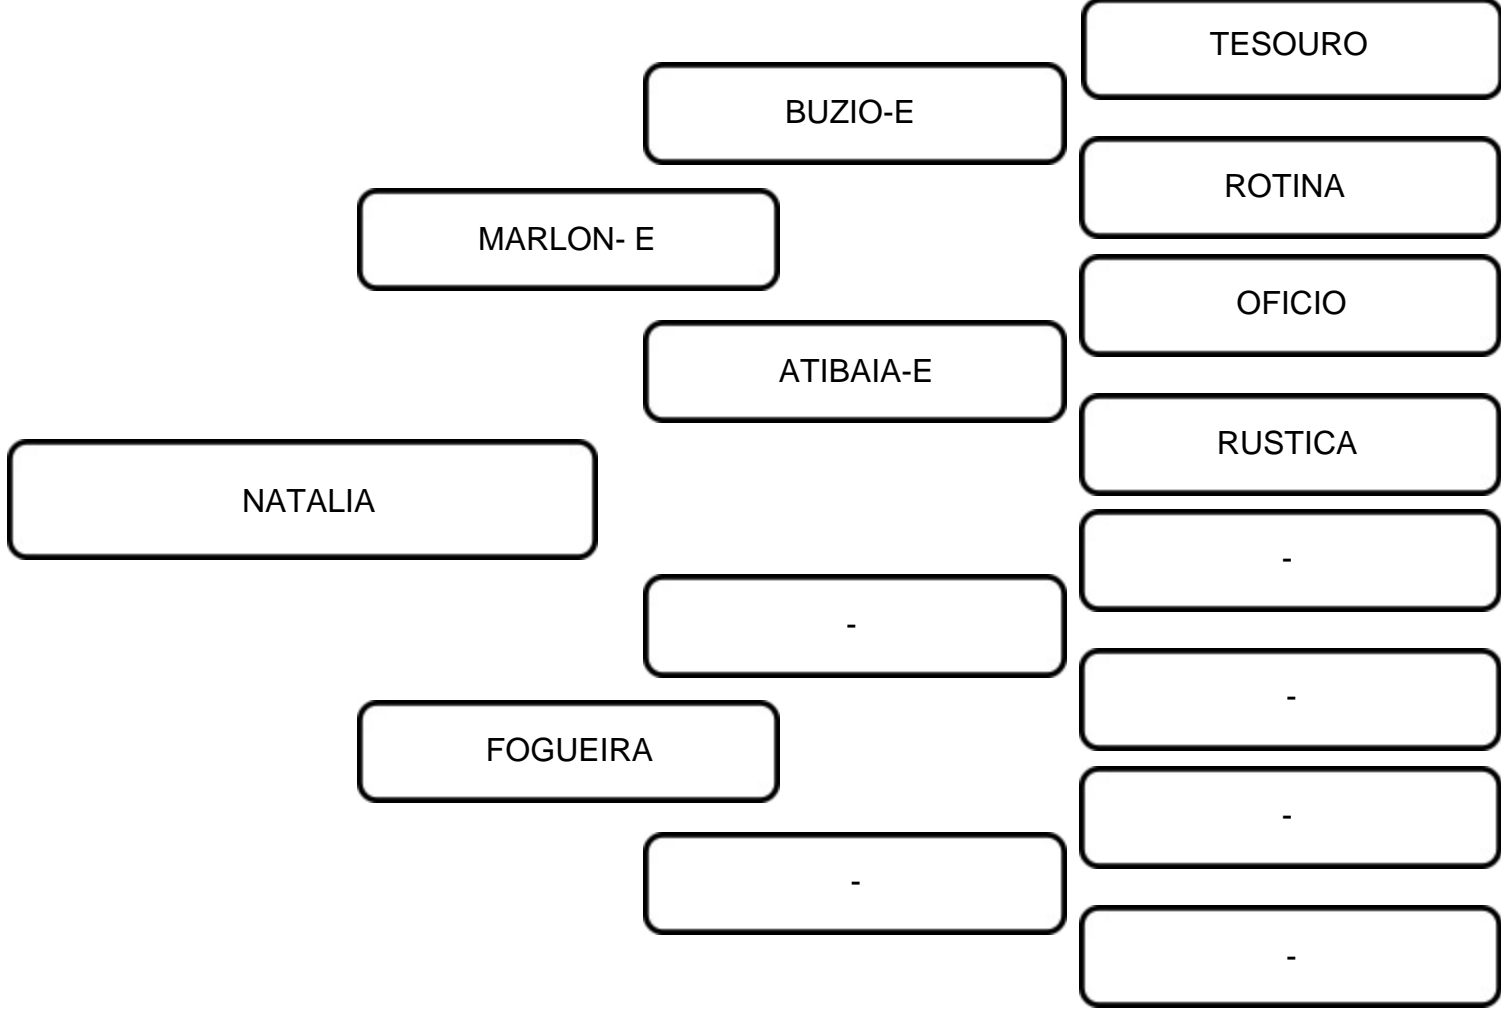 TESOURO
BUZIO-E
ROTINA
MARLON- E
OFICIO
ATIBAIA-E
RUSTICA
NATALIA
-
-
-
FOGUEIRA
-
-
-